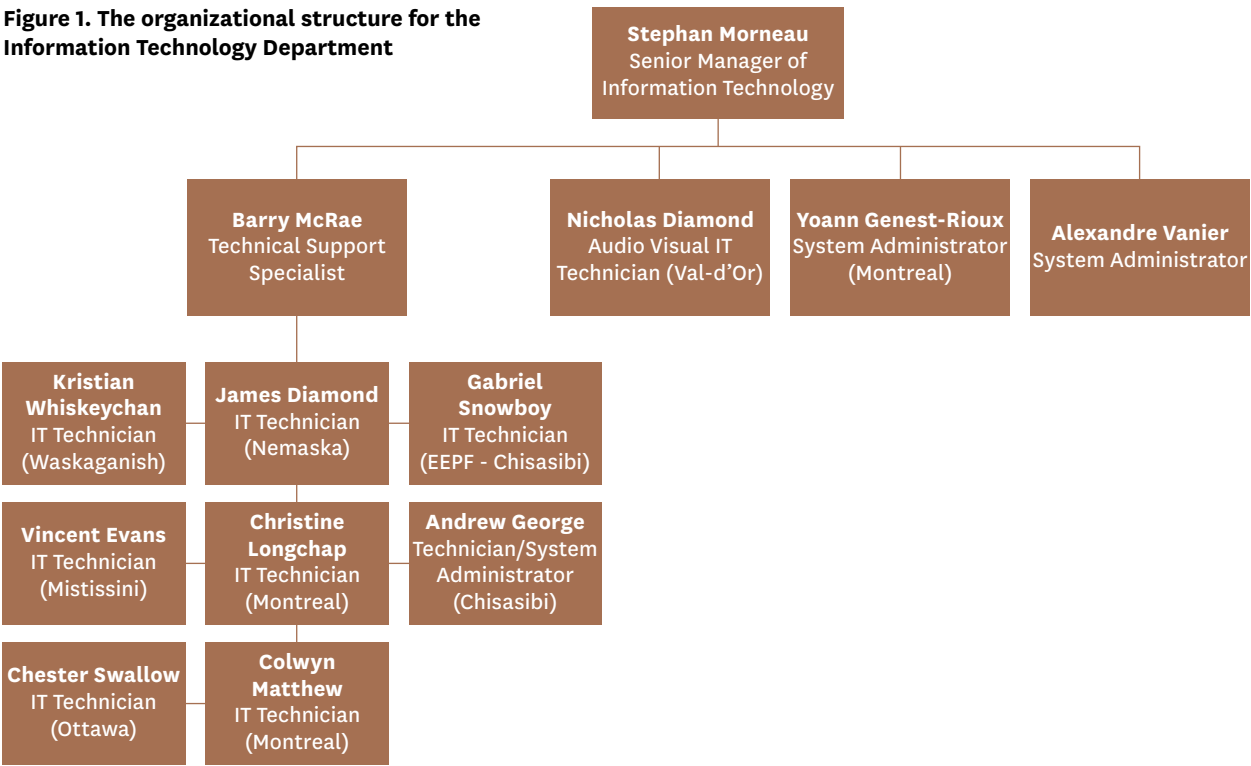 Figure 1. The organizational structure for the
Information Technology Department
Stephan Morneau
Senior Manager of
Information Technology
Barry McRae
Technical Support
Specialist
Nicholas Diamond
Audio Visual IT
Technician (Val-d’Or)
Yoann Genest-Rioux
System Administrator
(Montreal)
Alexandre Vanier
System Administrator
Kristian
Whiskeychan
IT Technician
(Waskaganish)
James Diamond
IT Technician
(Nemaska)
Gabriel
Snowboy
IT Technician
(EEPF - Chisasibi)
Vincent Evans
IT Technician
(Mistissini)
Christine
Longchap
IT Technician
(Montreal)
Andrew George
Technician/System
Administrator
(Chisasibi)
Chester Swallow
IT Technician
(Ottawa)
Colwyn
Matthew
IT Technician
(Montreal)